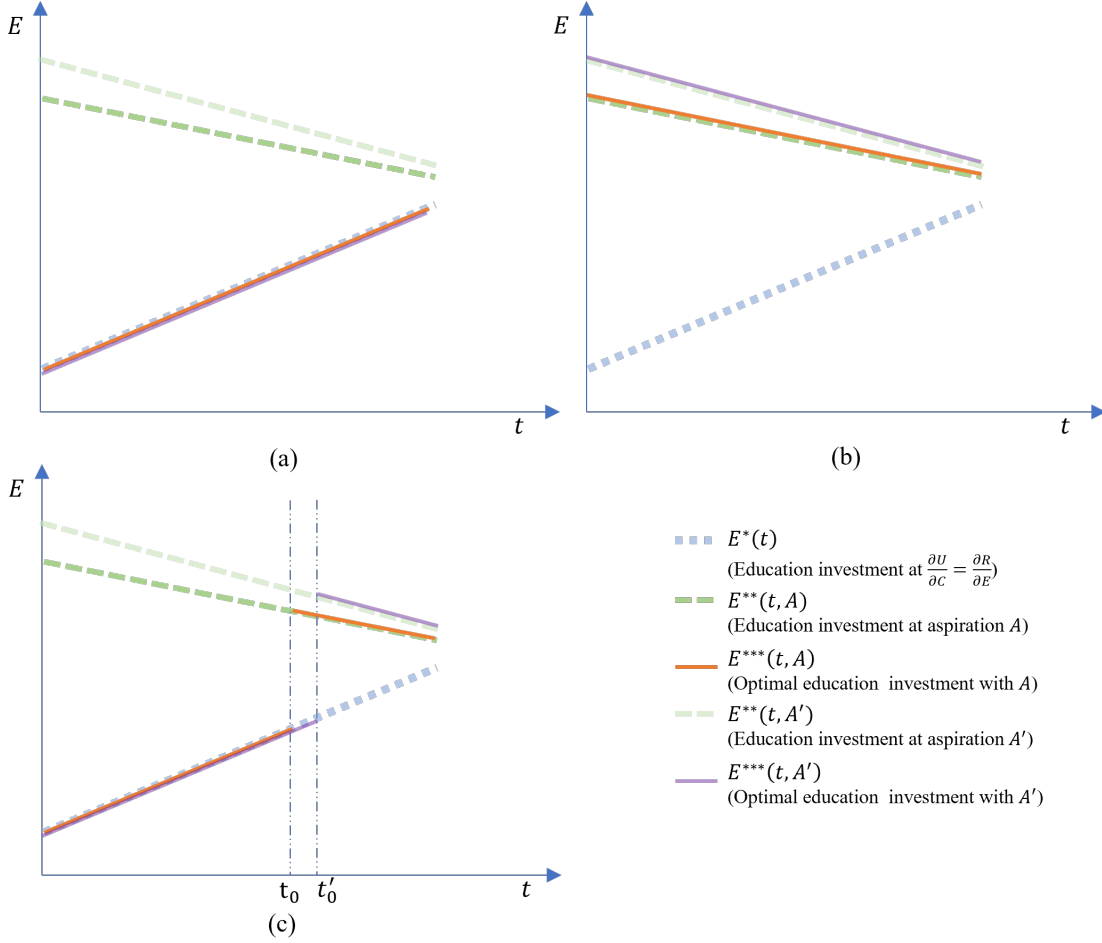 E
t
(a)
E
t
(b)
E
t₀
t₀′
t
(c)
E*(t)
(Education investment at ∂U/∂C = ∂R/∂E)
E**(t, A)
(Education investment at aspiration A)
E***(t, A)
(Optimal education investment with A)
E**(t, A′)
(Education investment at aspiration A′)
E***(t, A′)
(Optimal education investment with A′)